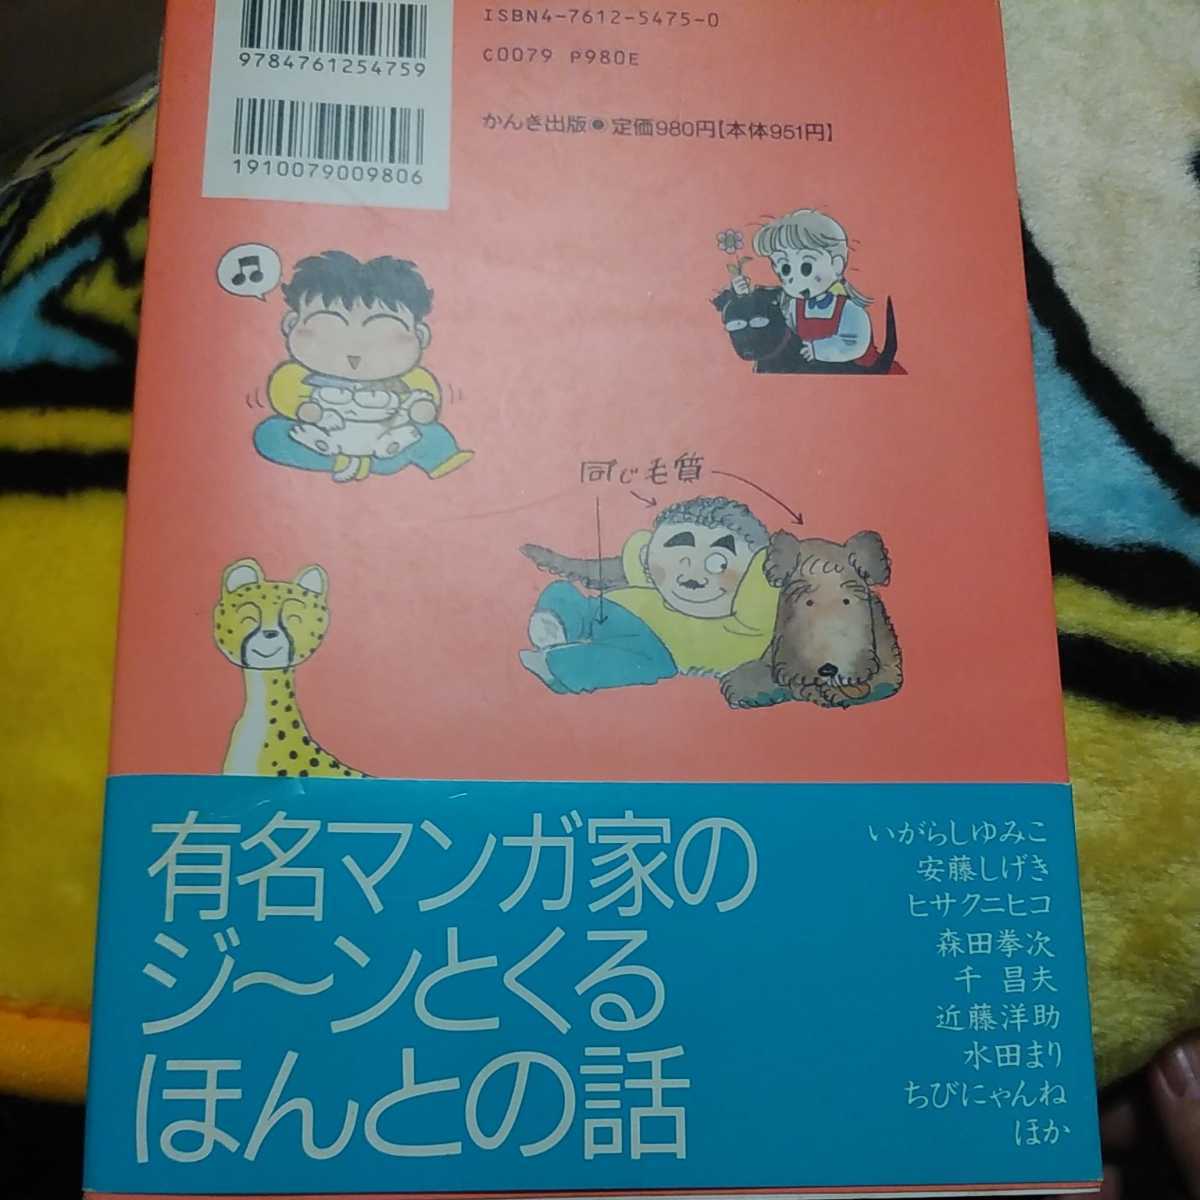 ISBN4-7612-5475-0
C0079 P980E
9784761254759
1910079009806
かんき出版● 定価980円【本体951円】
同じ毛質
有名マンガ家の
ジ〜ンとくる
ほんとの話
いがらしゆみこ
安藤しげき
ヒサクニヒコ
森田拳次
千 昌夫
近藤洋助
水田まり
ちびにゃんね
ほか